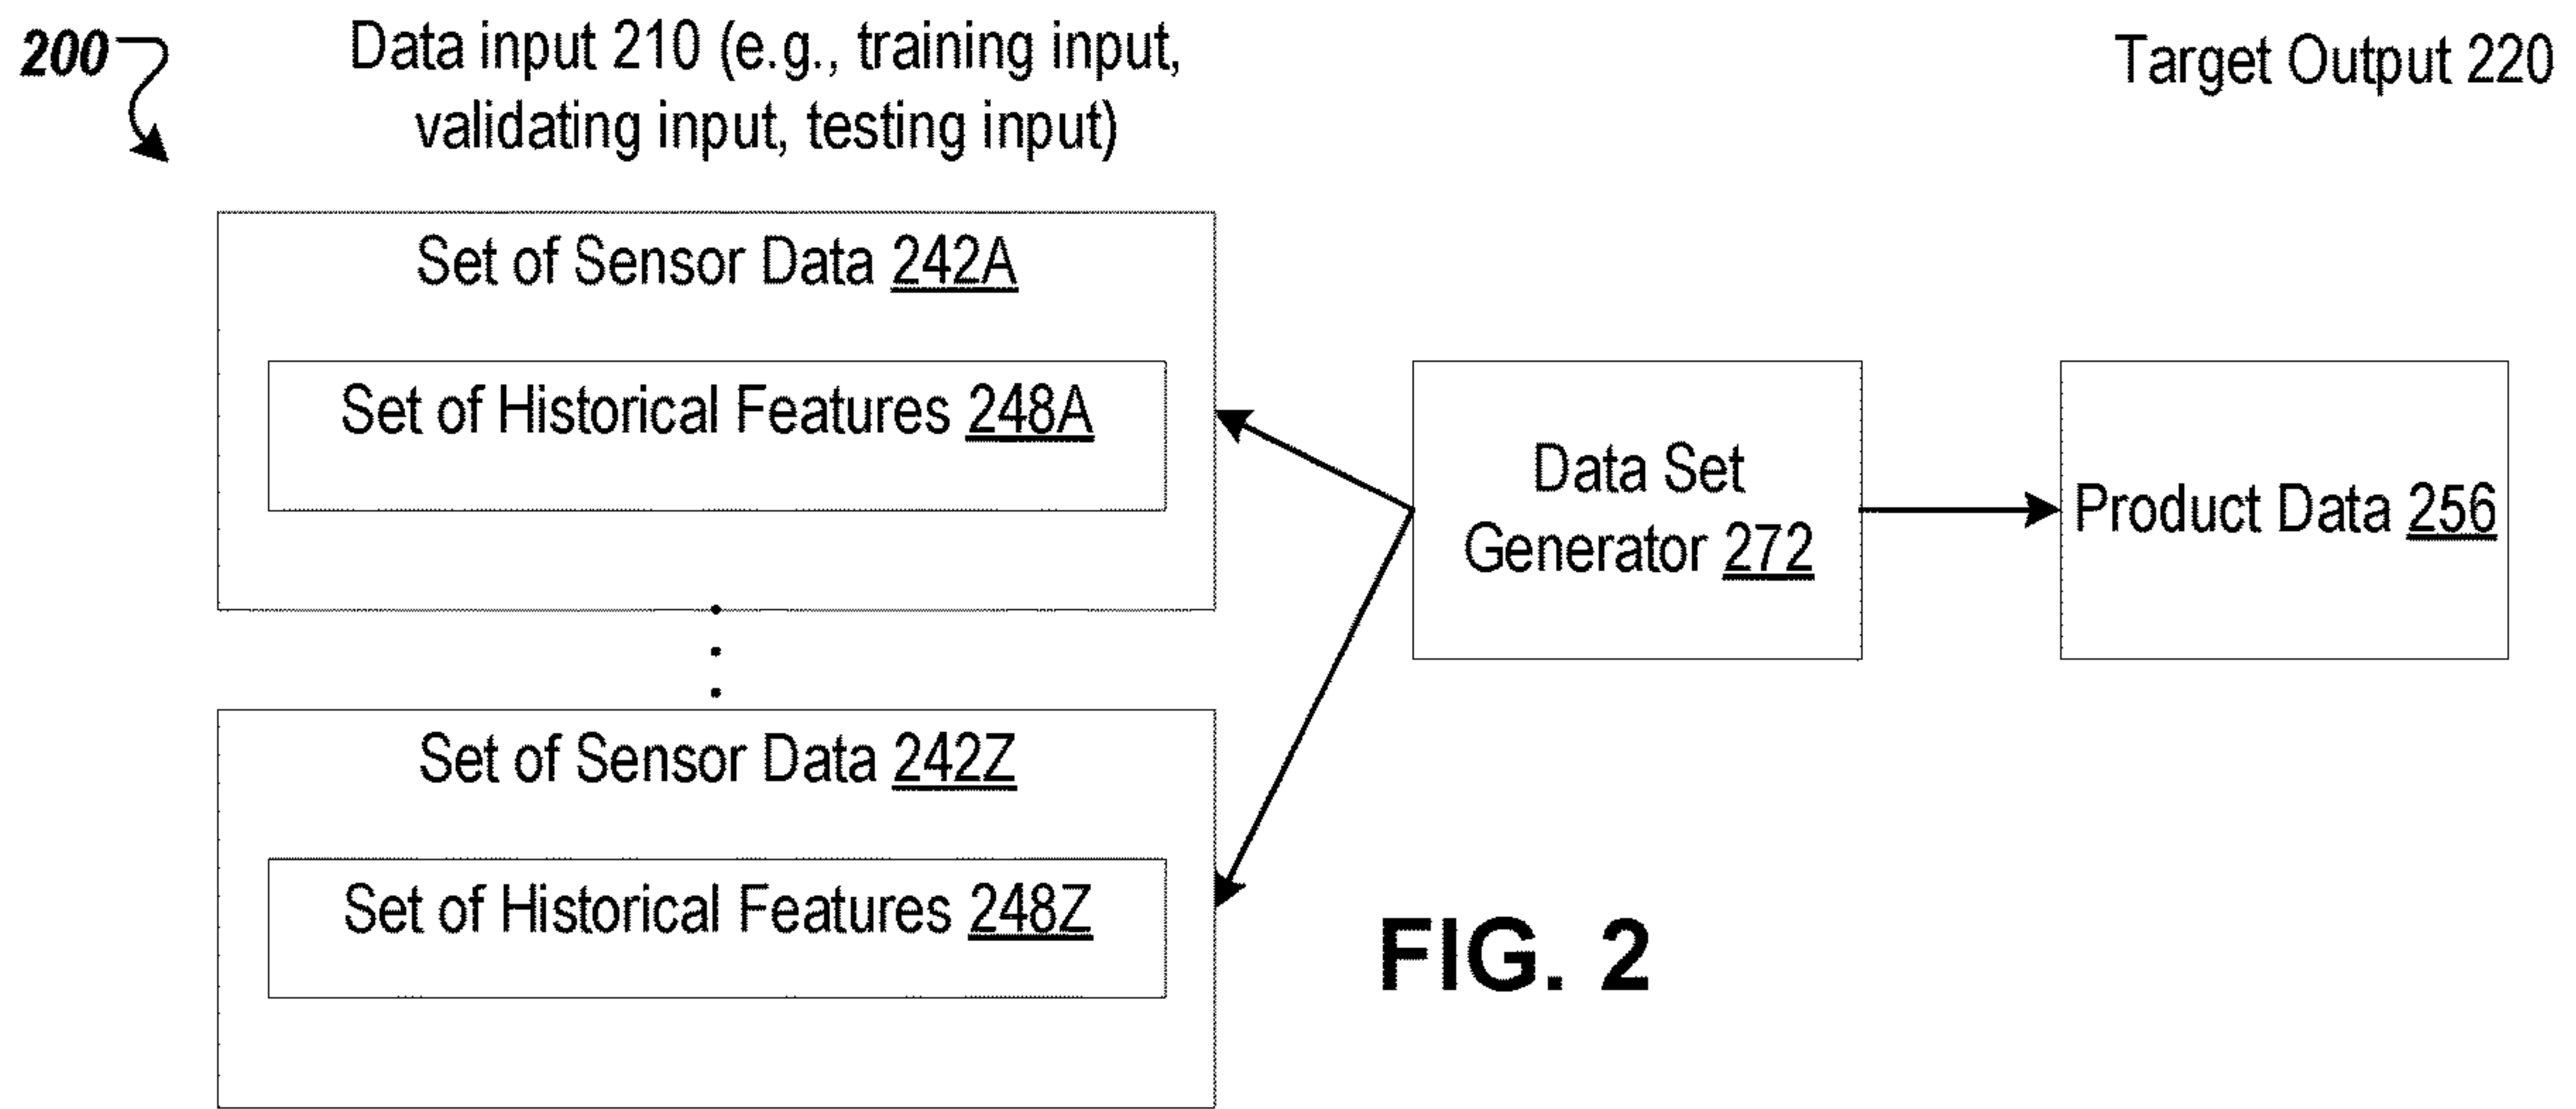 200
Data input 210 (e.g., training input,
validating input, testing input)
Target Output 220
Set of Sensor Data 242A
Set of Historical Features 248A
Data Set
Generator 272
Product Data 256
Set of Sensor Data 242Z
Set of Historical Features 248Z
FIG. 2